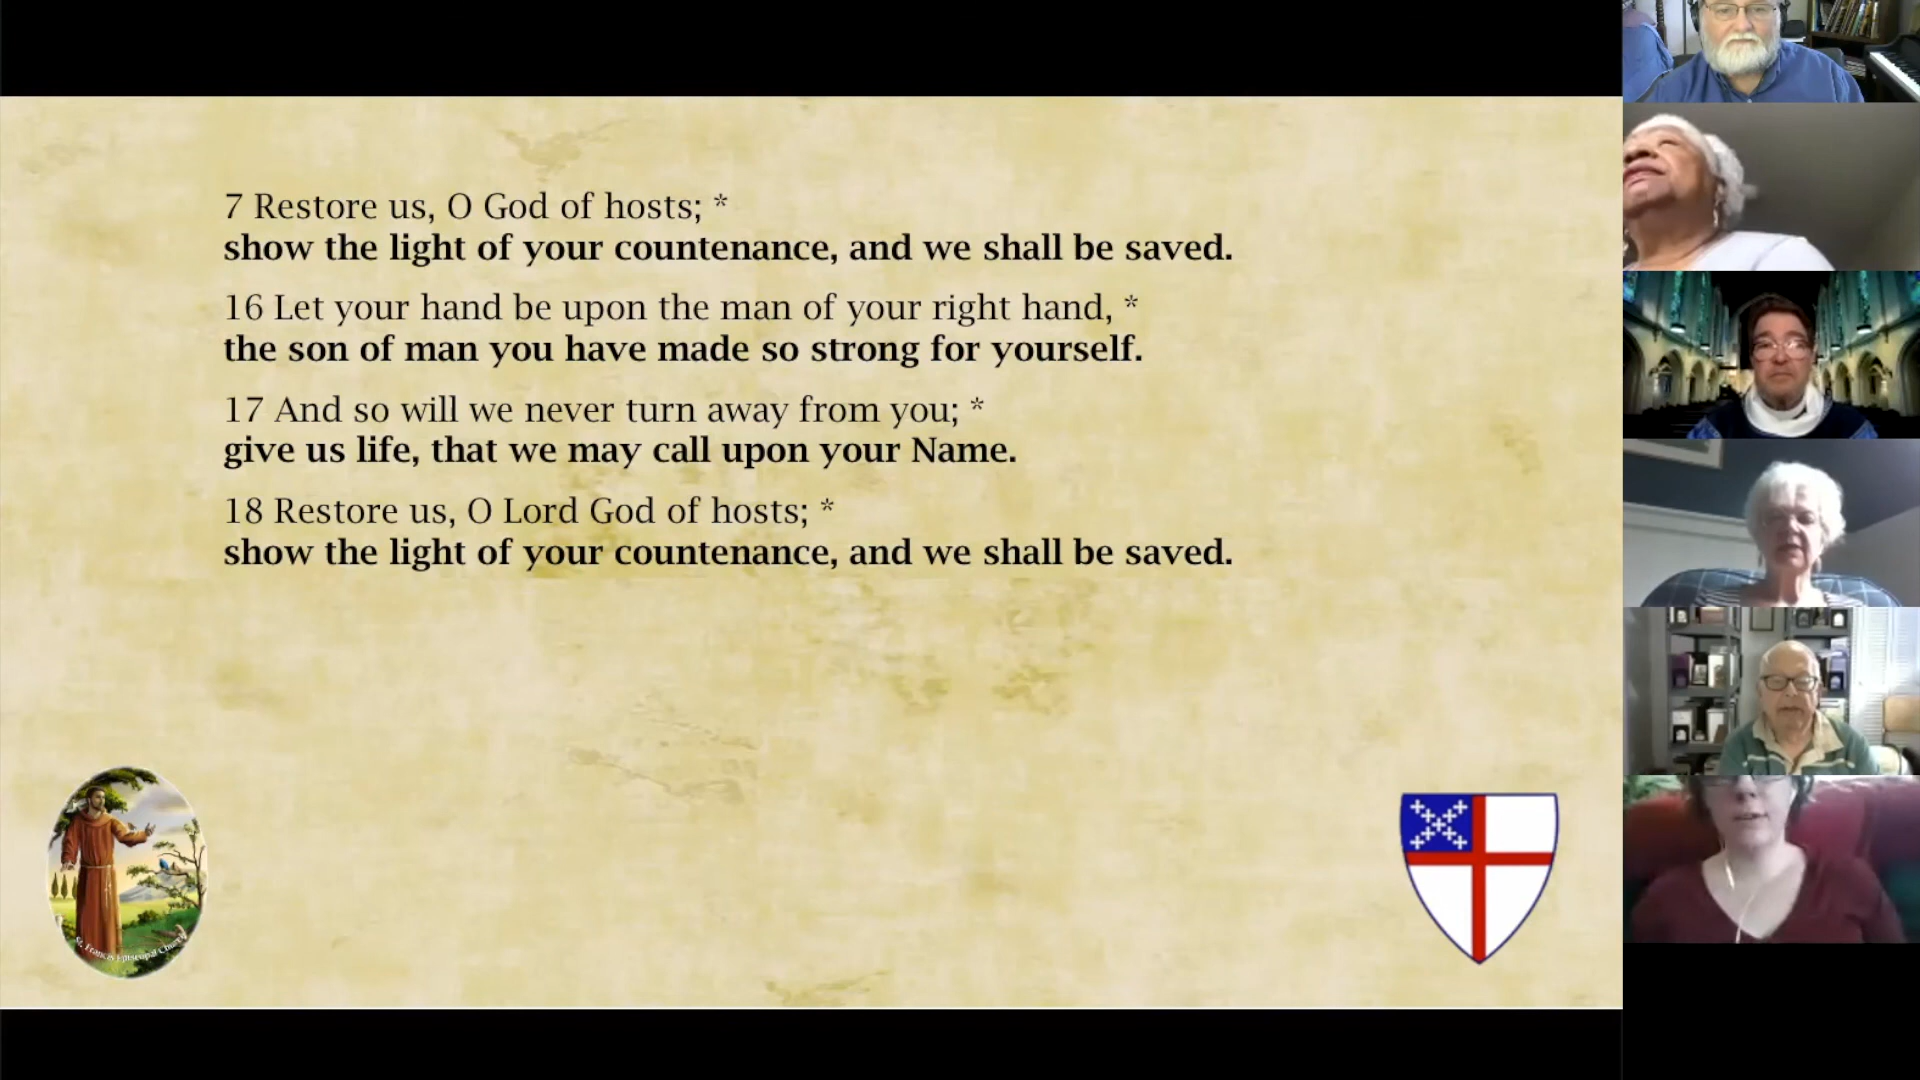 7 Restore us, O God of hosts; *
show the light of your countenance, and we shall be saved.
16 Let your hand be upon the man of your right hand, *
the son of man you have made so strong for yourself.
17 And so will we never turn away from you; *
give us life, that we may call upon your Name.
18 Restore us, O Lord God of hosts; *
show the light of your countenance, and we shall be saved.
St. Francis Episcopal Church